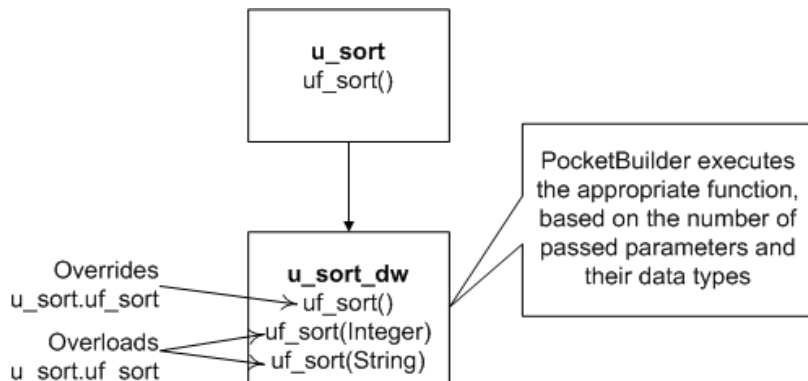 u_sort
uf_sort()
PocketBuilder executes
the appropriate function,
based on the number of
passed parameters and
their data types
Overrides
u_sort.uf_sort
Overloads
u_sort.uf_sort
u_sort_dw
uf_sort()
uf_sort(Integer)
uf_sort(String)